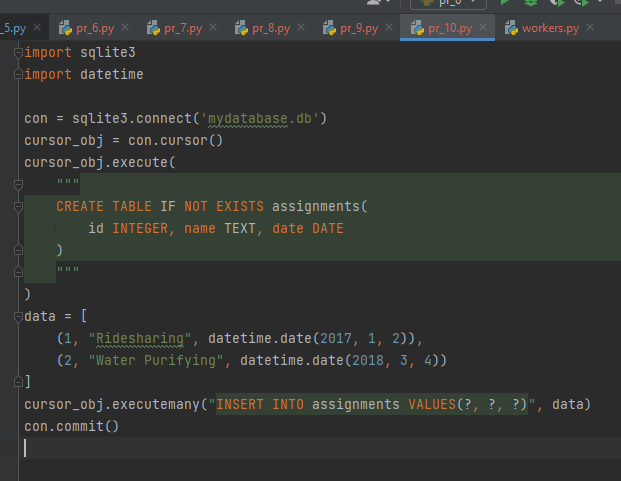 _5.py pr_6.py pr_7.py pr_8.py pr_9.py pr_10.py workers.py
import sqlite3
import datetime
con = sqlite3.connect('mydatabase.db')
cursor_obj = con.cursor()
cursor_obj.execute(
"""
CREATE TABLE IF NOT EXISTS assignments(
id INTEGER, name TEXT, date DATE
)
"""
)
data = [
(1, "Ridesharing", datetime.date(2017, 1, 2)),
(2, "Water Purifying", datetime.date(2018, 3, 4))
]
cursor_obj.executemany("INSERT INTO assignments VALUES(?, ?, ?)", data)
con.commit()